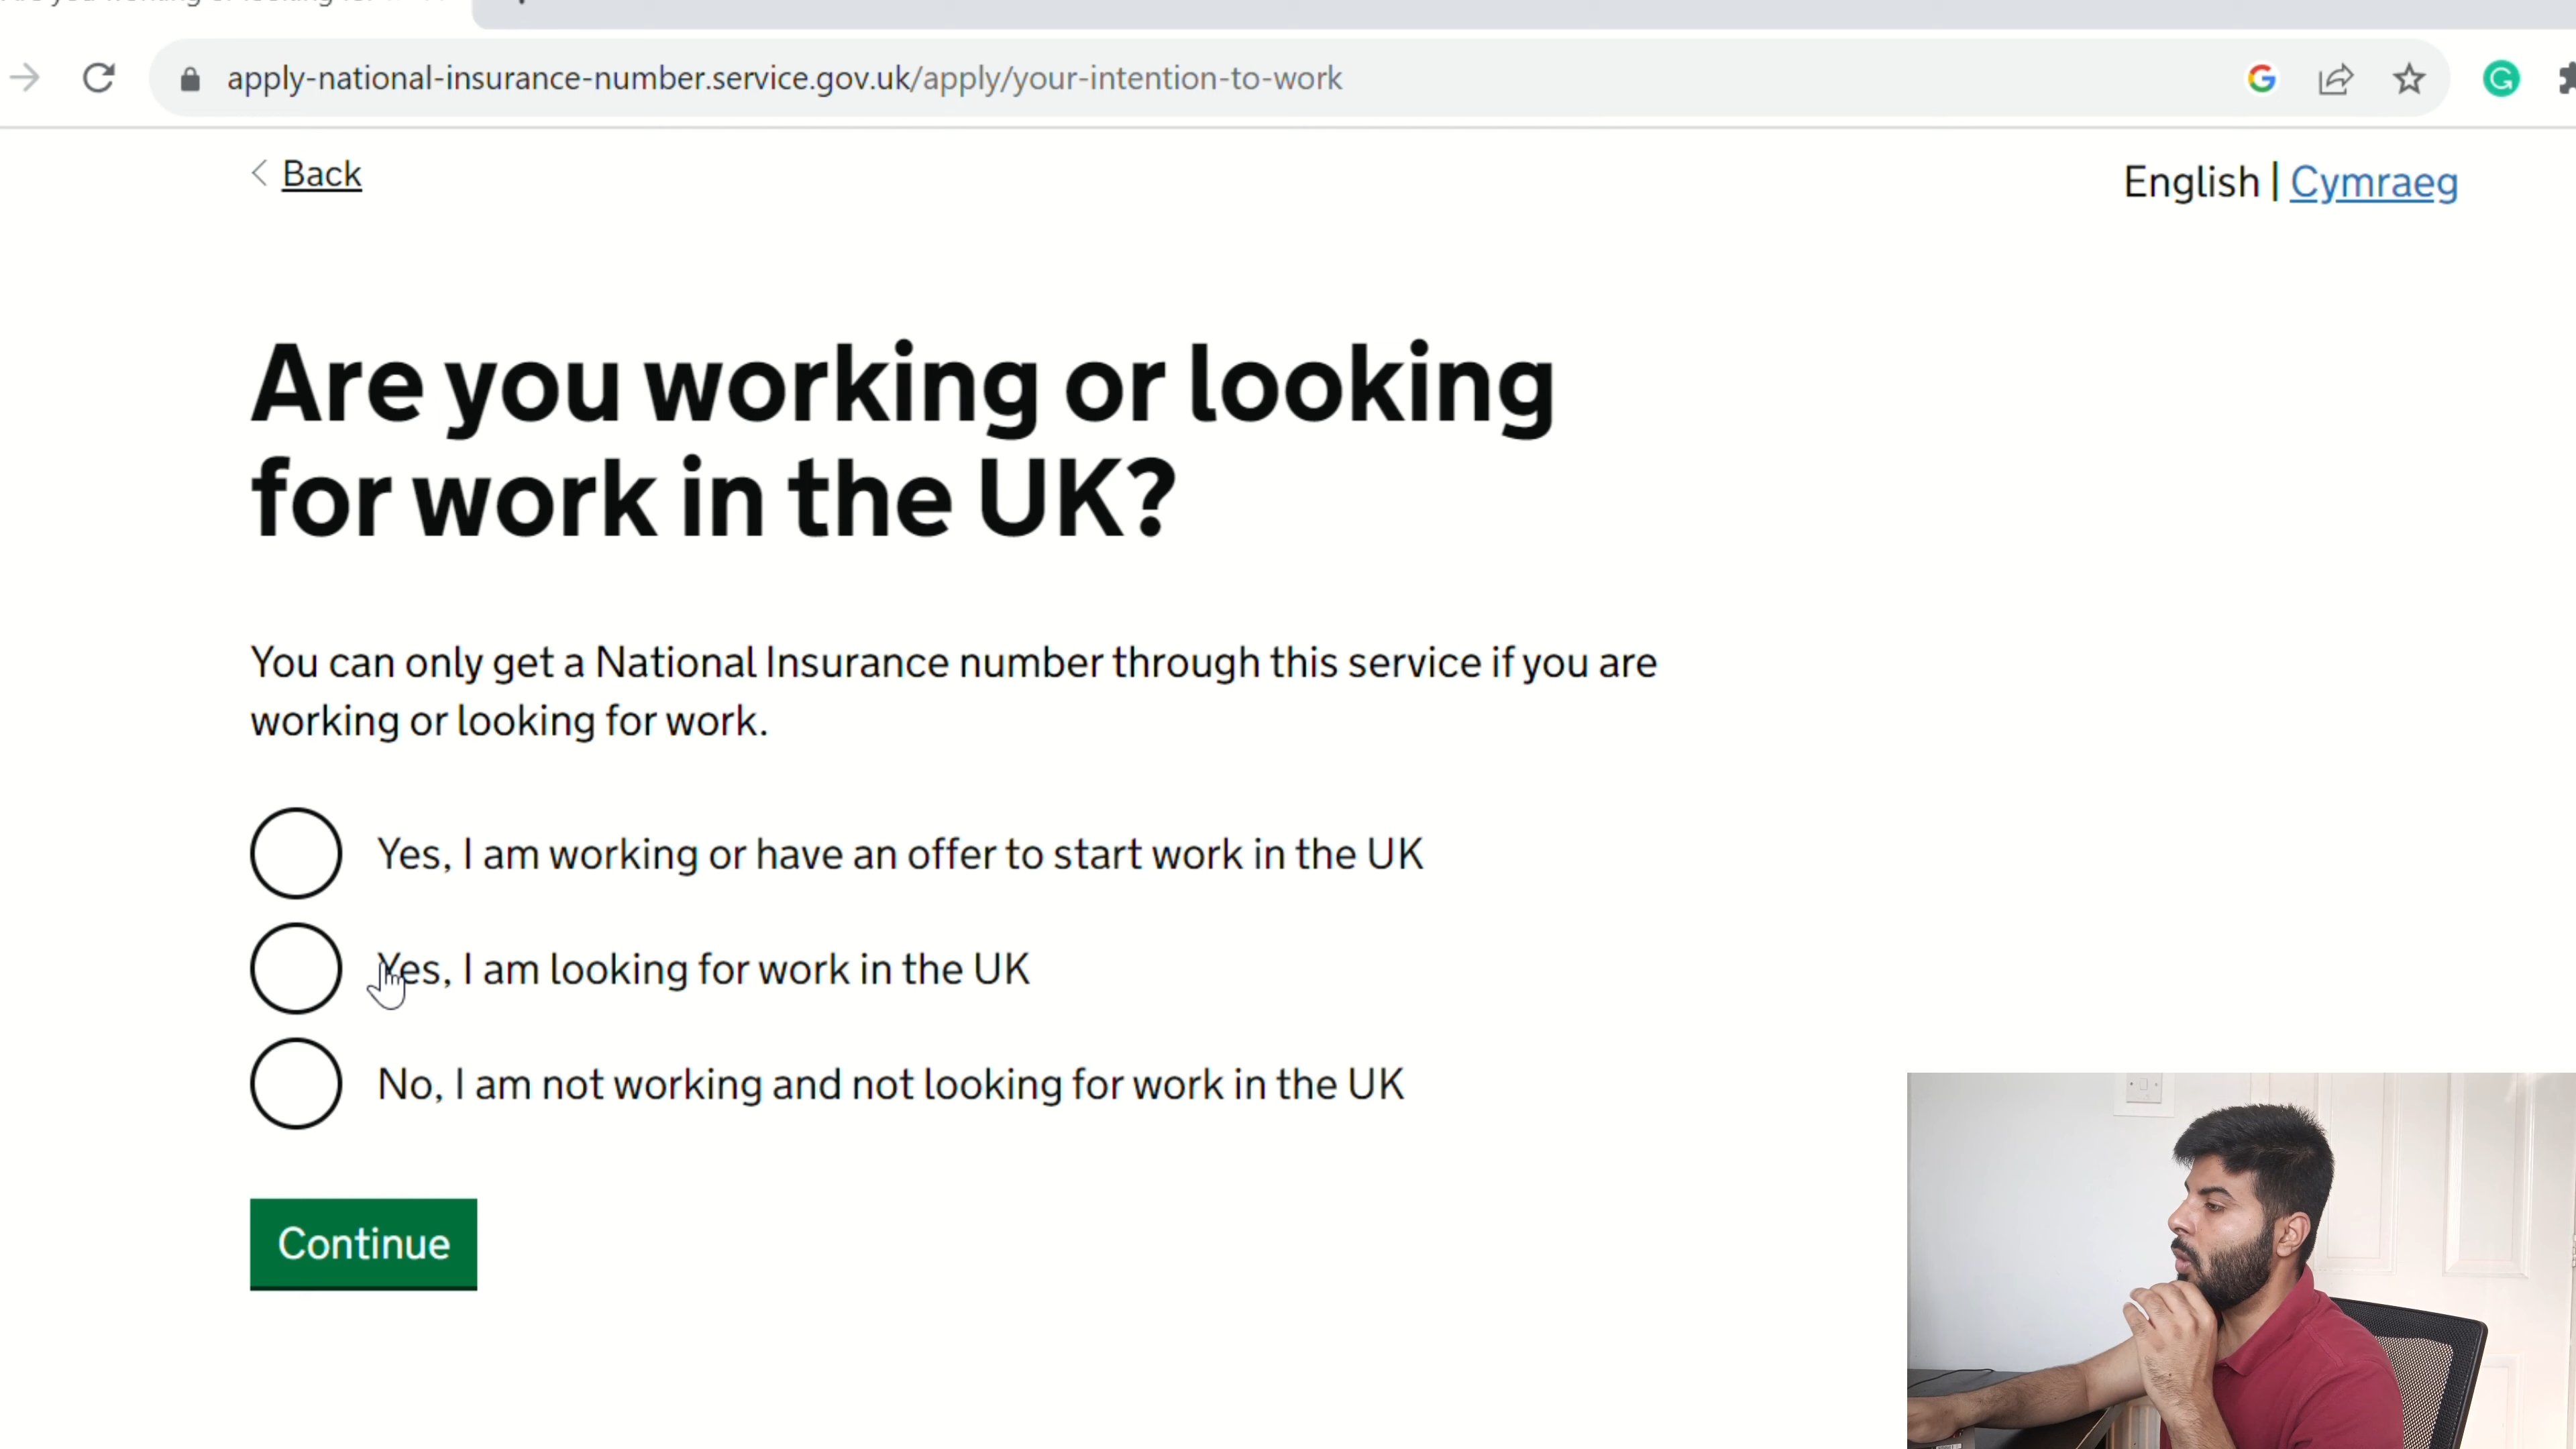 apply-national-insurance-number.service.gov.uk/apply/your-intention-to-work
Back
English | Cymraeg
Are you working or looking
for work in the UK?
You can only get a National Insurance number through this service if you are
working or looking for work.
Yes, I am working or have an offer to start work in the UK
Yes, I am looking for work in the UK
No, I am not working and not looking for work in the UK
Continue